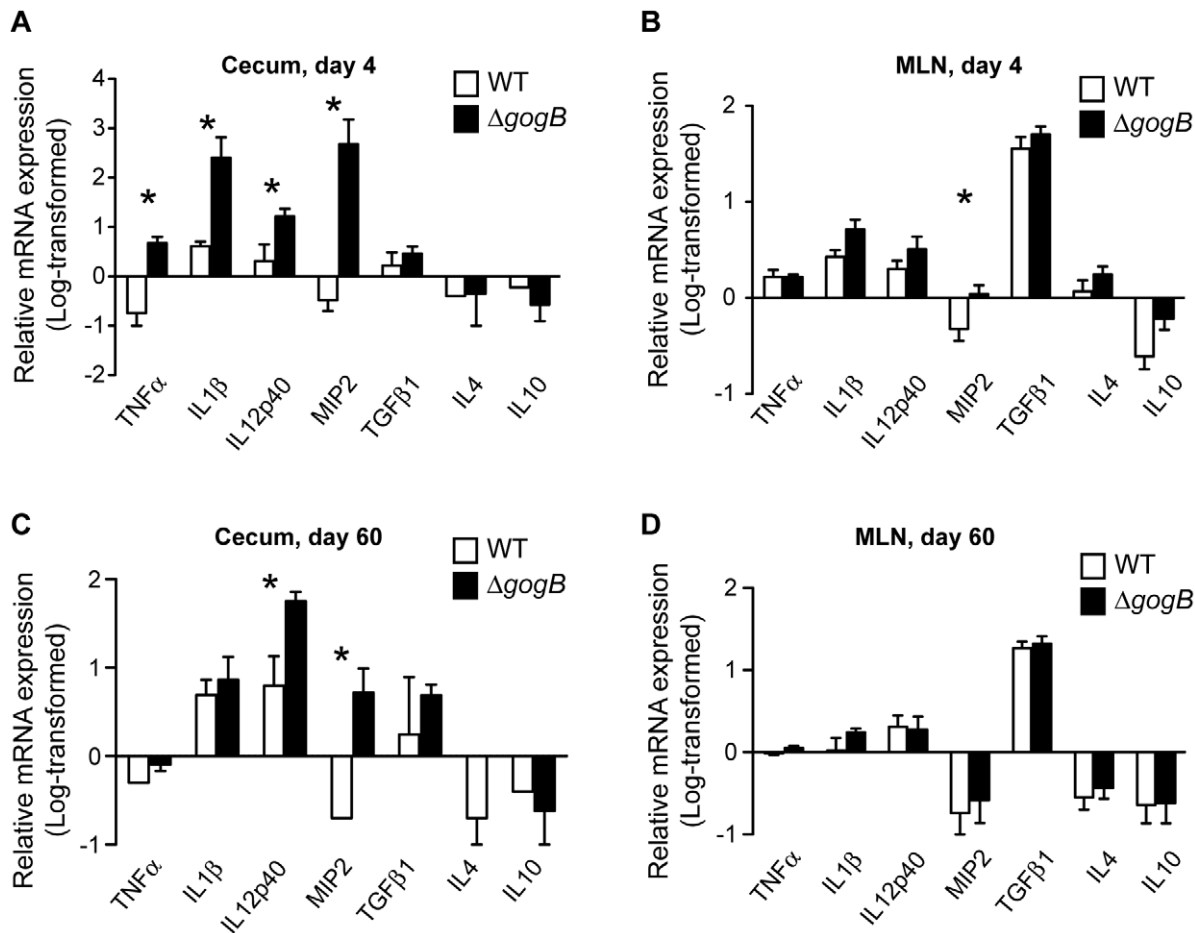 A
Cecum, day 4
WT
ΔgogB
Relative mRNA expression
(Log-transformed)
4
3
2
1
0
-1
-2
*
*
*
*
TNFα
IL1β
IL12p40
MIP2
TGFβ1
IL4
IL10
B
MLN, day 4
WT
ΔgogB
Relative mRNA expression
(Log-transformed)
2
1
0
-1
*
TNFα
IL1β
IL12p40
MIP2
TGFβ1
IL4
IL10
C
Cecum, day 60
WT
ΔgogB
Relative mRNA expression
(Log-transformed)
2
1
0
-1
*
*
TNFα
IL1β
IL12p40
MIP2
TGFβ1
IL4
IL10
D
MLN, day 60
WT
ΔgogB
Relative mRNA expression
(Log-transformed)
2
1
0
-1
TNFα
IL1β
IL12p40
MIP2
TGFβ1
IL4
IL10